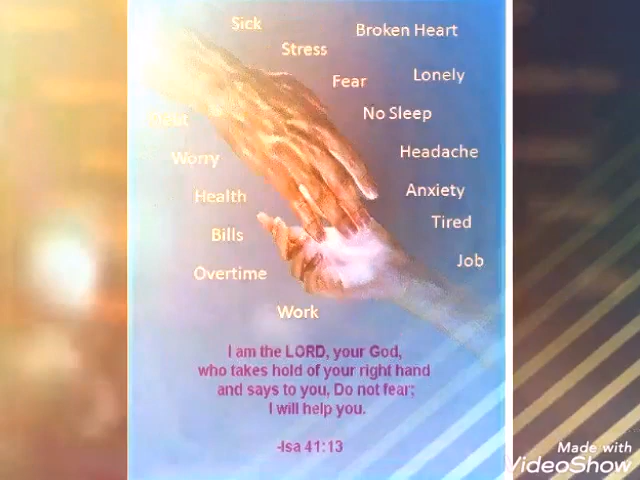 Sick
Broken Heart
Stress
Fear
Lonely
No Sleep
Debt
Worry
Headache
Health
Anxiety
Tired
Bills
Job
Overtime
Work
I am the LORD, your God,
who takes hold of your right hand
and says to you, Do not fear;
I will help you.
-Isa 41:13
Made with
VideoShow